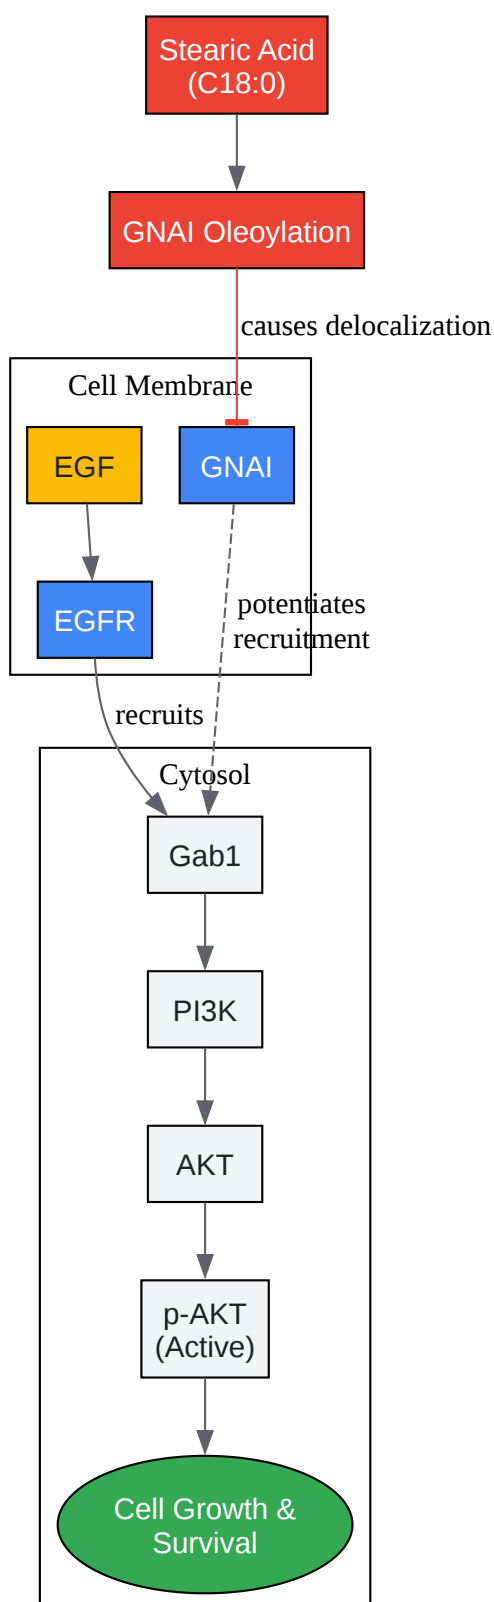 Stearic Acid
(C18:0)
GNAI Oleoylation
causes delocalization
Cell Membrane
EGF
GNAI
EGFR
potentiates
recruitment
recruits
Cytosol
Gab1
PI3K
AKT
p-AKT
(Active)
Cell Growth &
Survival